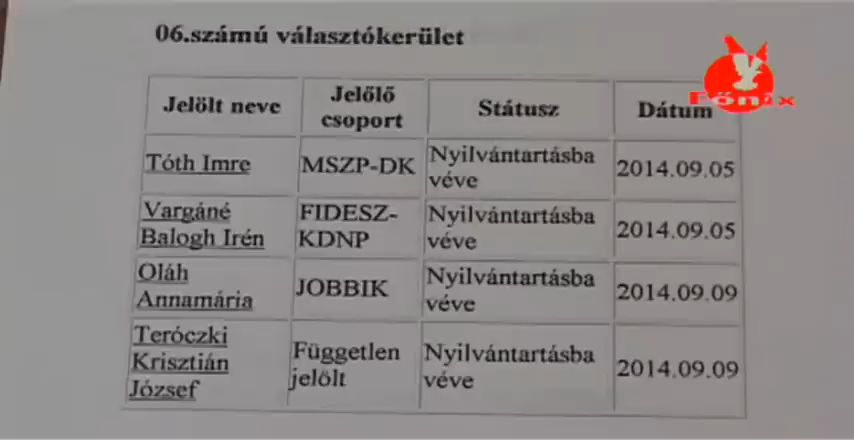 06.számú választókerület
Jelölt neve
Jelölő
csoport
Státusz
Dátum
Főnix
Tóth Imre
MSZP-DK
Nyilvántartásba
véve
2014.09.05
Vargáné
Balogh Irén
FIDESZ-
KDNP
Nyilvántartásba
véve
2014.09.05
Oláh
Annamária
JOBBIK
Nyilvántartásba
véve
2014.09.09
Teróczki
Krisztián
József
Független
jelölt
Nyilvántartásba
véve
2014.09.09